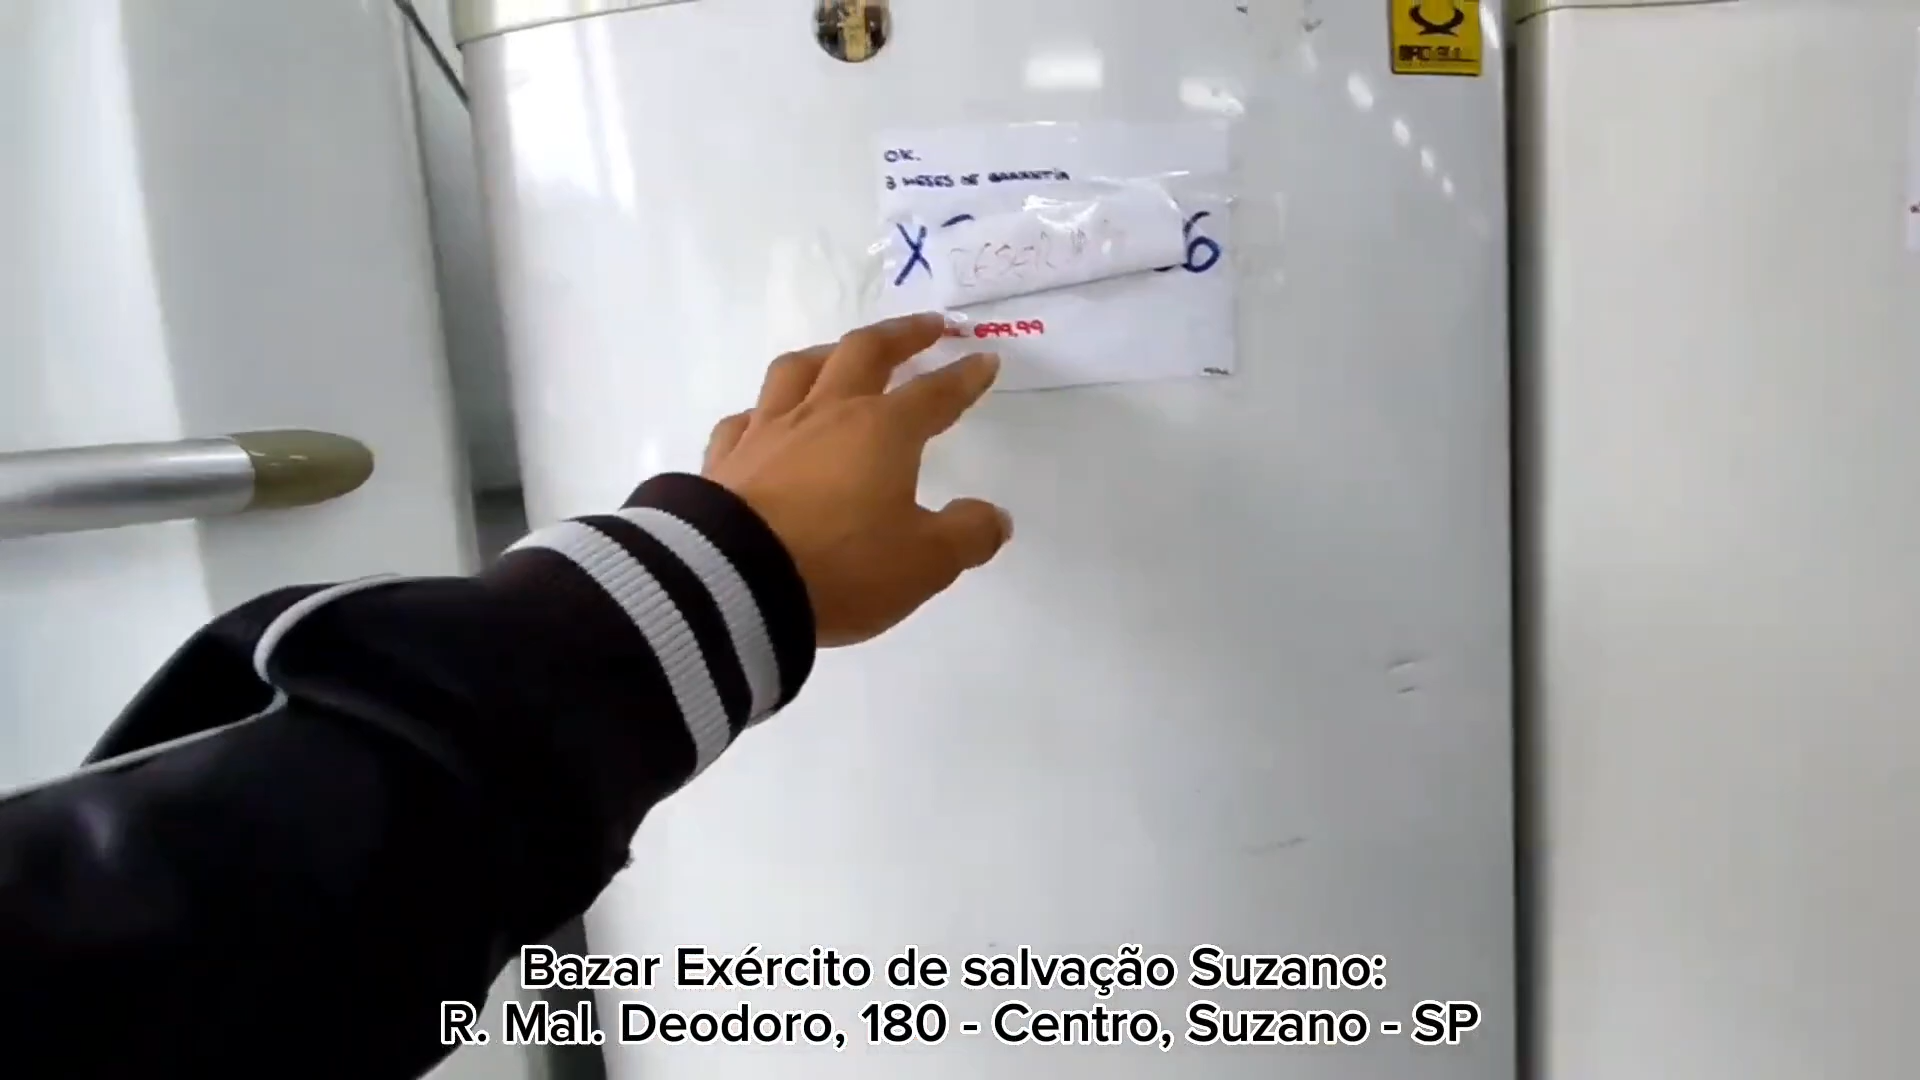 OK.
3 MESES DE GARANTIA
X 6
RESERVA
699,99
Bazar Exército de salvação Suzano:
R. Mal. Deodoro, 180 - Centro, Suzano - SP